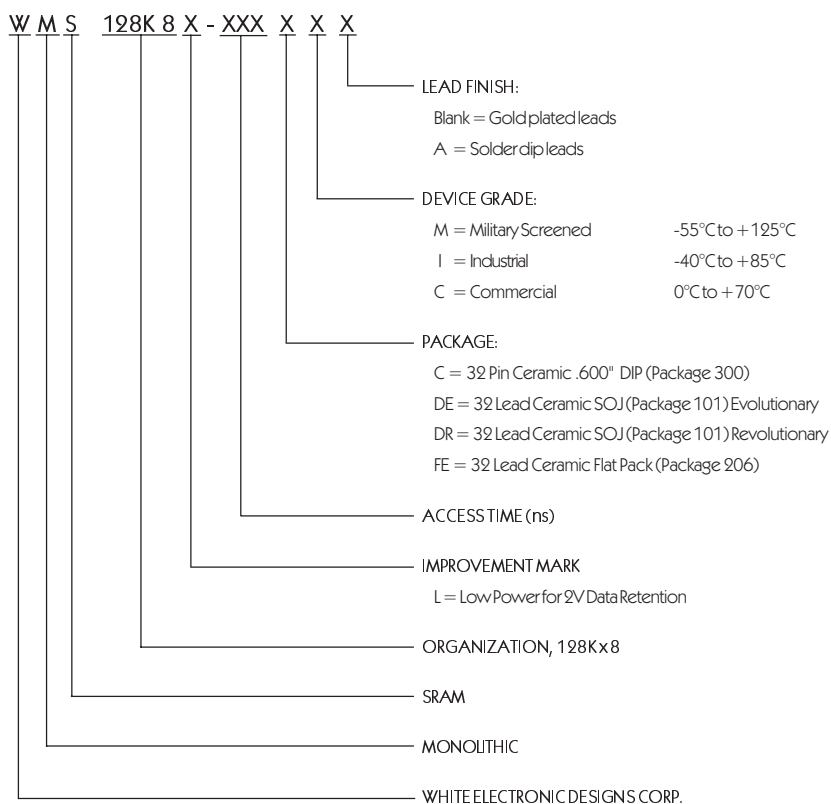 W M S 128K 8 X - XXX X X X
LEAD FINISH:
Blank = Gold plated leads
A = Solder dip leads
DEVICE GRADE:
M = Military Screened -55°C to +125°C
I = Industrial -40°C to +85°C
C = Commercial 0°C to +70°C
PACKAGE:
C = 32 Pin Ceramic .600" DIP (Package 300)
DE = 32 Lead Ceramic SOJ (Package 101) Evolutionary
DR = 32 Lead Ceramic SOJ (Package 101) Revolutionary
FE = 32 Lead Ceramic Flat Pack (Package 206)
ACCESS TIME (ns)
IMPROVEMENT MARK
L = Low Power for 2V Data Retention
ORGANIZATION, 128K x 8
SRAM
MONOLITHIC
WHITE ELECTRONIC DESIGNS CORP.